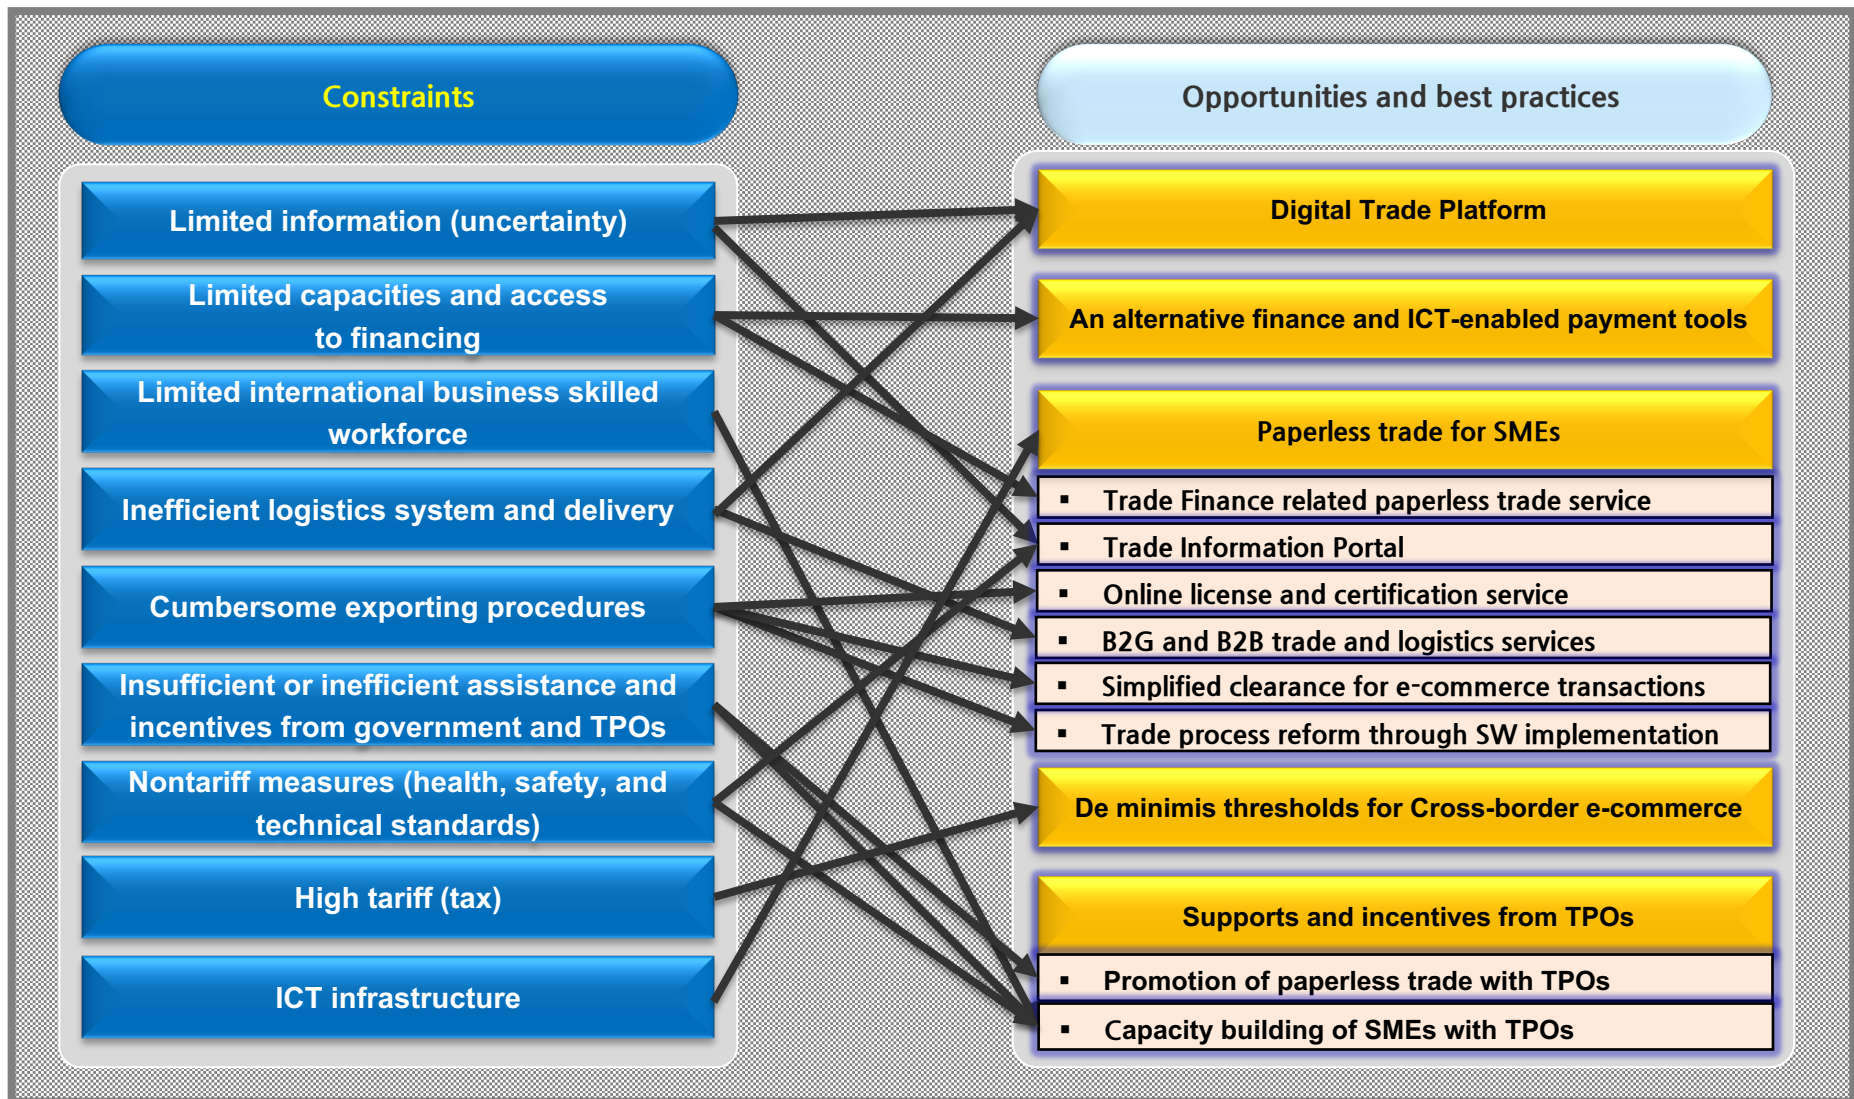 Constraints
Limited information (uncertainty)
Limited capacities and access
to financing
Limited international business skilled
workforce
Inefficient logistics system and delivery
Cumbersome exporting procedures
Insufficient or inefficient assistance and
incentives from government and TPOs
Nontariff measures (health, safety, and
technical standards)
High tariff (tax)
ICT infrastructure
Opportunities and best practices
Digital Trade Platform
An alternative finance and ICT-enabled payment tools
Paperless trade for SMEs
▪ Trade Finance related paperless trade service
▪ Trade Information Portal
▪ Online license and certification service
▪ B2G and B2B trade and logistics services
▪ Simplified clearance for e-commerce transactions
▪ Trade process reform through SW implementation
De minimis thresholds for Cross-border e-commerce
Supports and incentives from TPOs
▪ Promotion of paperless trade with TPOs
▪ Capacity building of SMEs with TPOs